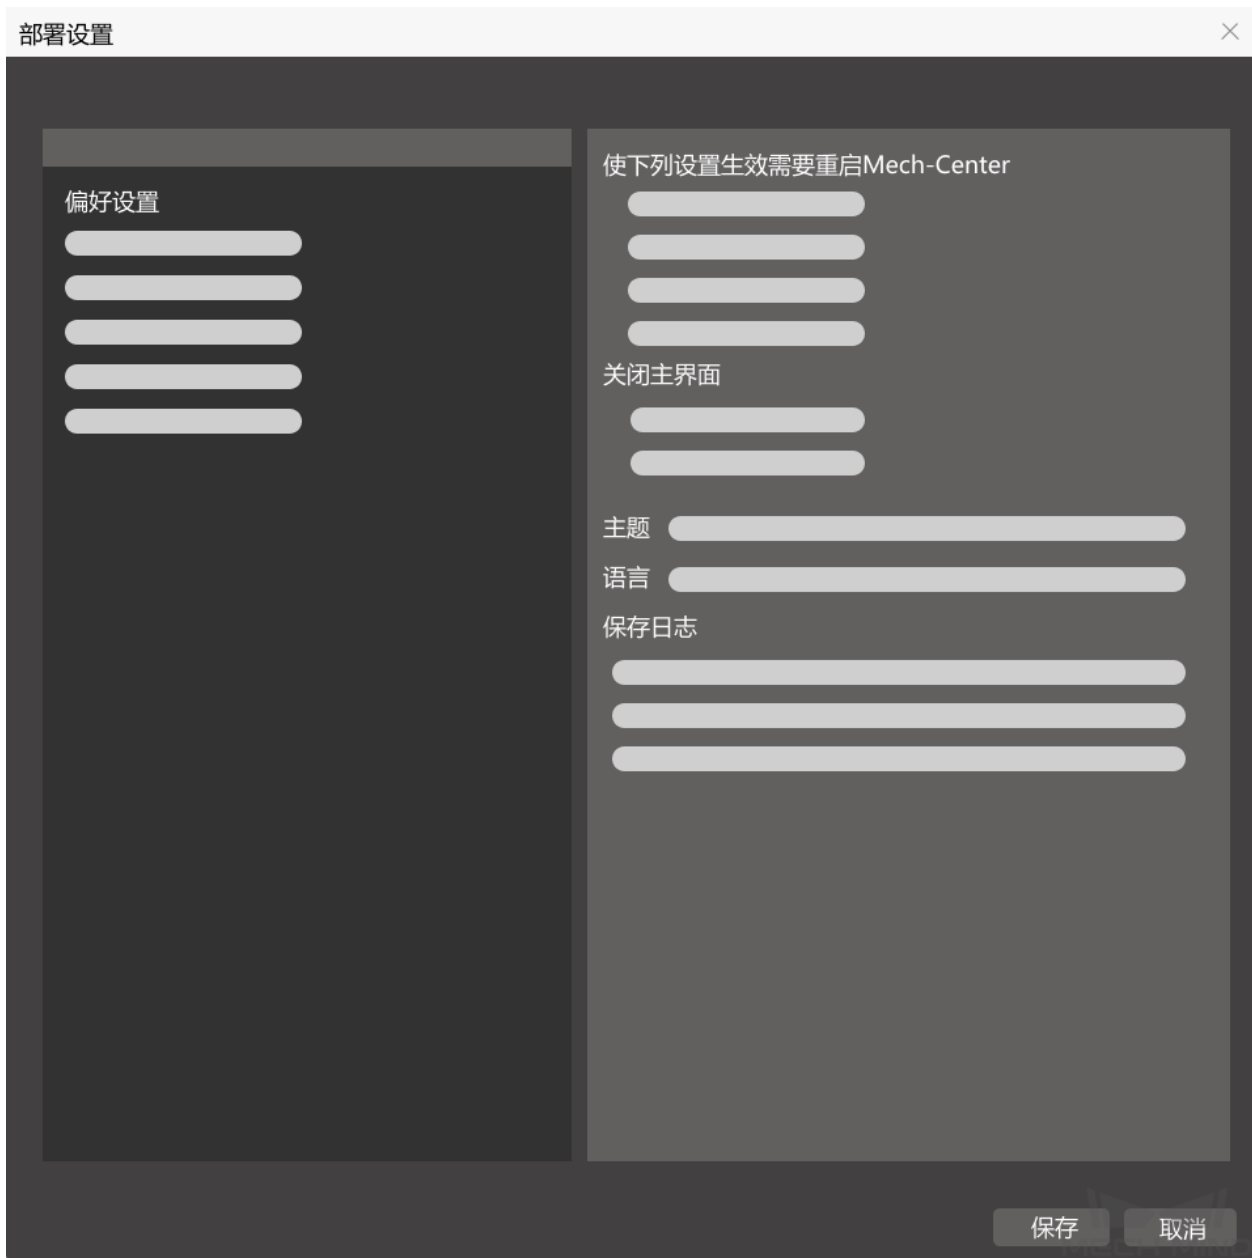 部署设置
偏好设置
使下列设置生效需要重启Mech-Center
关闭主界面
主题
语言
保存日志
保存
取消